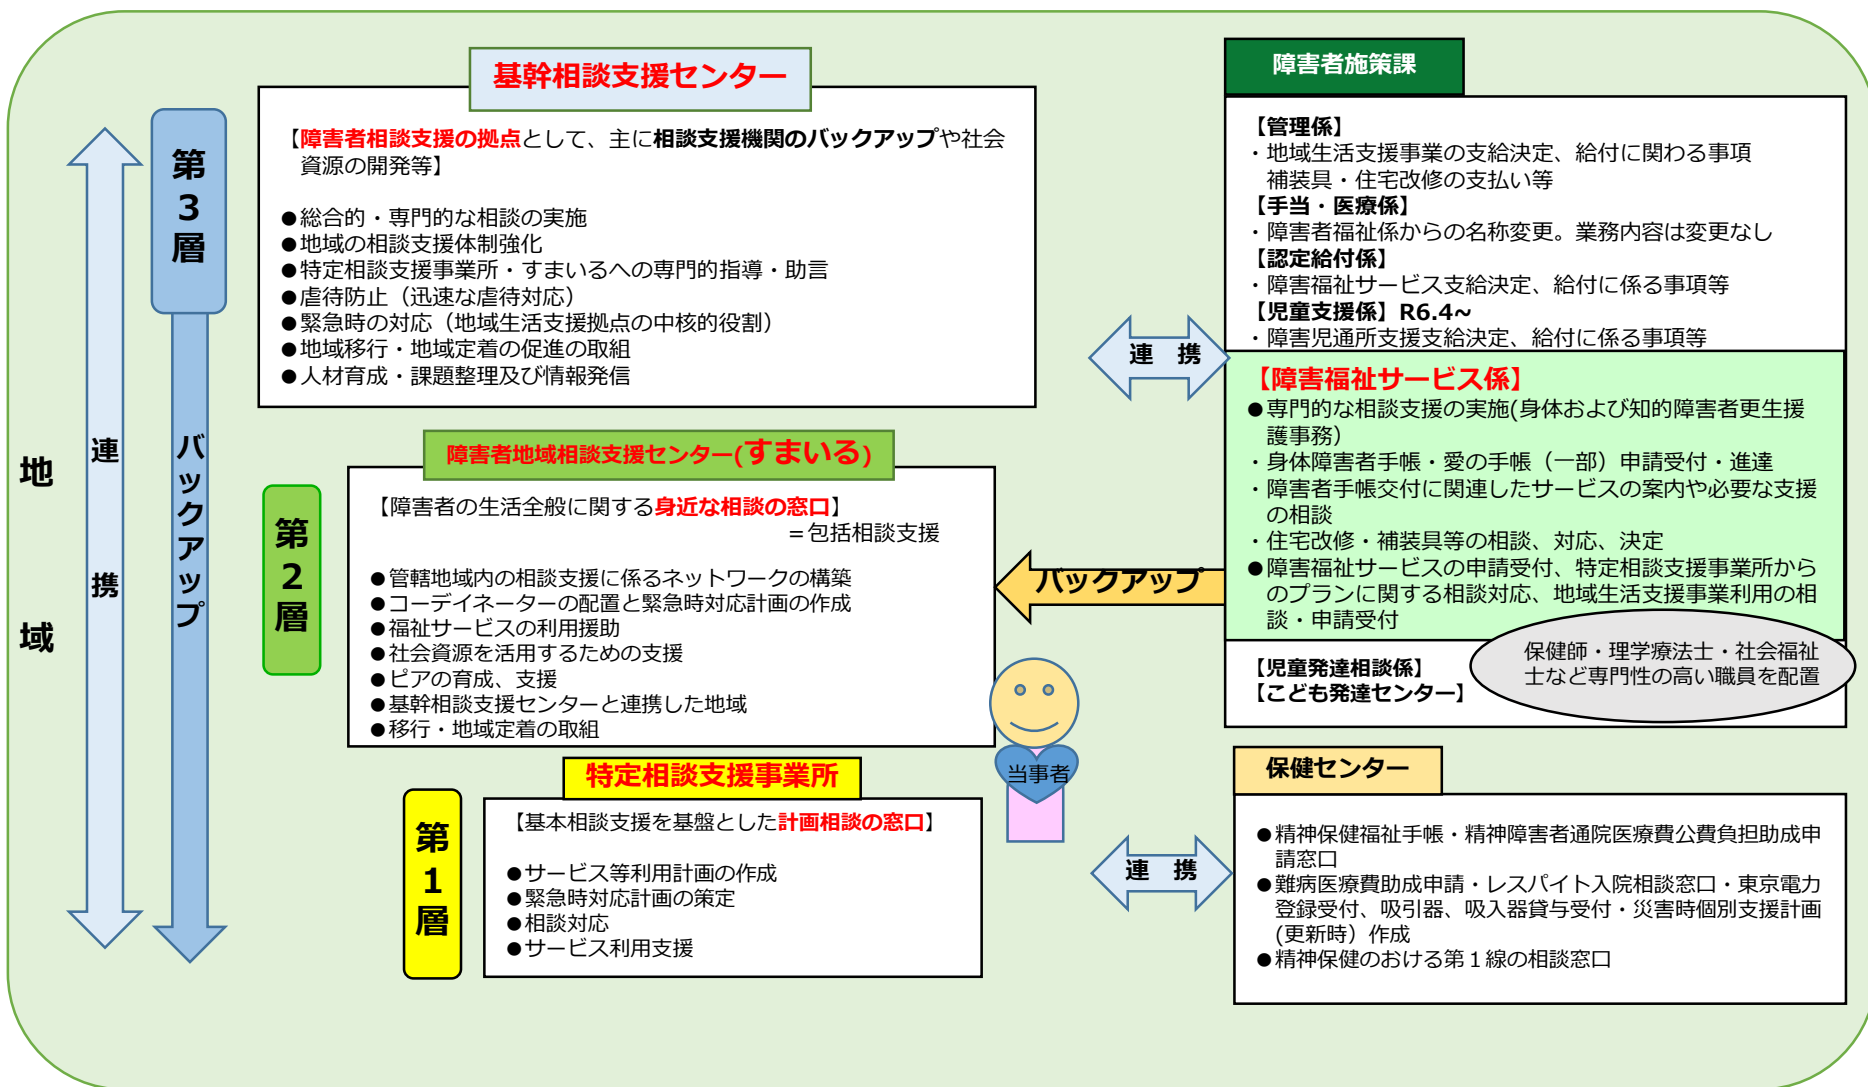 基幹相談支援センター
【障害者相談支援の拠点として、主に相談支援機関のバックアップや社会
資源の開発等】
●総合的・専門的な相談の実施
●地域の相談支援体制強化
●特定相談支援事業所・すまいるへの専門的指導・助言
●虐待防止（迅速な虐待対応）
●緊急時の対応（地域生活支援拠点の中核的役割）
●地域移行・地域定着の促進の取組
●人材育成・課題整理及び情報発信
第3層
バックアップ
連携
地域
障害者地域相談支援センター(すまいる)
第2層
【障害者の生活全般に関する身近な相談の窓口】
＝包括相談支援
●管轄地域内の相談支援に係るネットワークの構築
●コーデイネーターの配置と緊急時対応計画の作成
●福祉サービスの利用援助
●社会資源を活用するための支援
●ピアの育成、支援
●基幹相談支援センターと連携した地域
●移行・地域定着の取組
特定相談支援事業所
第1層
【基本相談支援を基盤とした計画相談の窓口】
●サービス等利用計画の作成
●緊急時対応計画の策定
●相談対応
●サービス利用支援
当事者
連　携
バックアップ
連　携
障害者施策課
【管理係】
・地域生活支援事業の支給決定、給付に関わる事項
補装具・住宅改修の支払い等
【手当・医療係】
・障害者福祉係からの名称変更。業務内容は変更なし
【認定給付係】
・障害福祉サービス支給決定、給付に係る事項等
【児童支援係】R6.4~
・障害児通所支援支給決定、給付に係る事項等
【障害福祉サービス係】
●専門的な相談支援の実施(身体および知的障害者更生援
護事務）
・身体障害者手帳・愛の手帳（一部）申請受付・進達
・障害者手帳交付に関連したサービスの案内や必要な支援
の相談
・住宅改修・補装具等の相談、対応、決定
●障害福祉サービスの申請受付、特定相談支援事業所から
のプランに関する相談対応、地域生活支援事業利用の相
談・申請受付
保健師・理学療法士・社会福祉
士など専門性の高い職員を配置
【児童発達相談係】
【こども発達センター】
保健センター
●精神保健福祉手帳・精神障害者通院医療費公費負担助成申
請窓口
●難病医療費助成申請・レスパイト入院相談窓口・東京電力
登録受付、吸引器、吸入器貸与受付・災害時個別支援計画
(更新時）作成
●精神保健のおける第１線の相談窓口